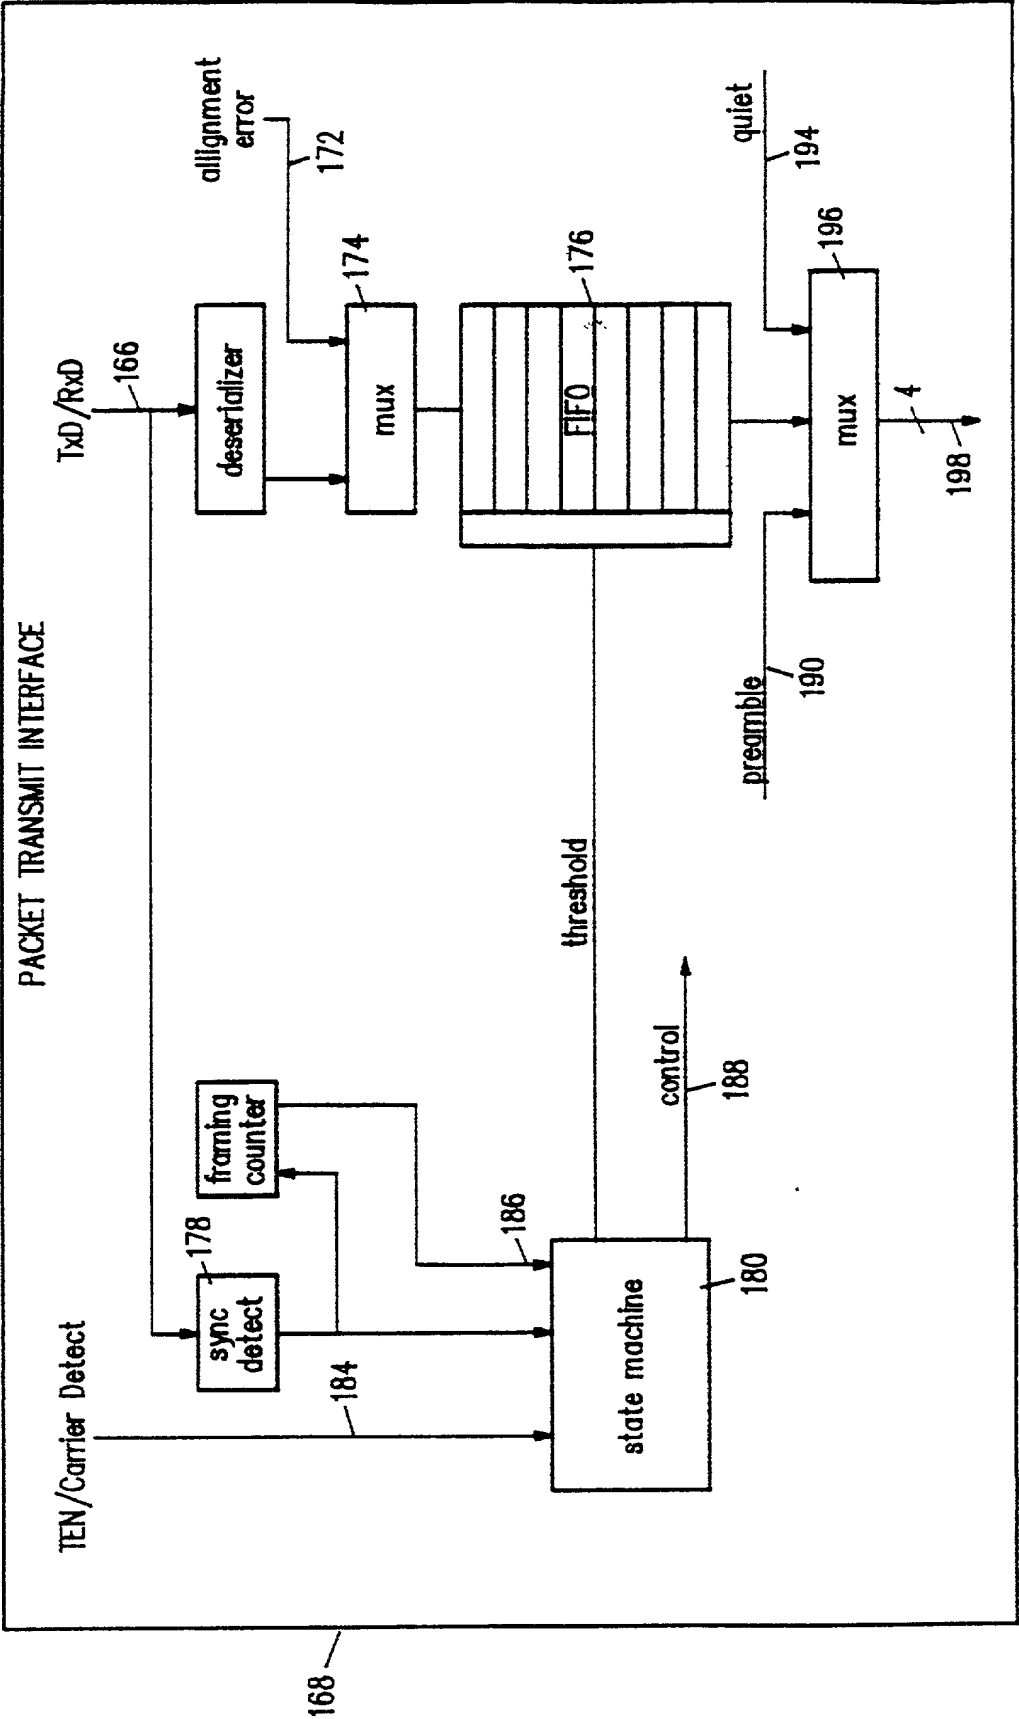 PACKET TRANSMIT INTERFACE
TEN/Carrier Detect
TxD/RxD
166
allignment
error
172
184
sync
detect
178
framing
counter
deserializer
mux
174
186
FIFO
176
threshold
state machine
180
control
188
preamble
190
quiet
194
mux
196
4
198
168